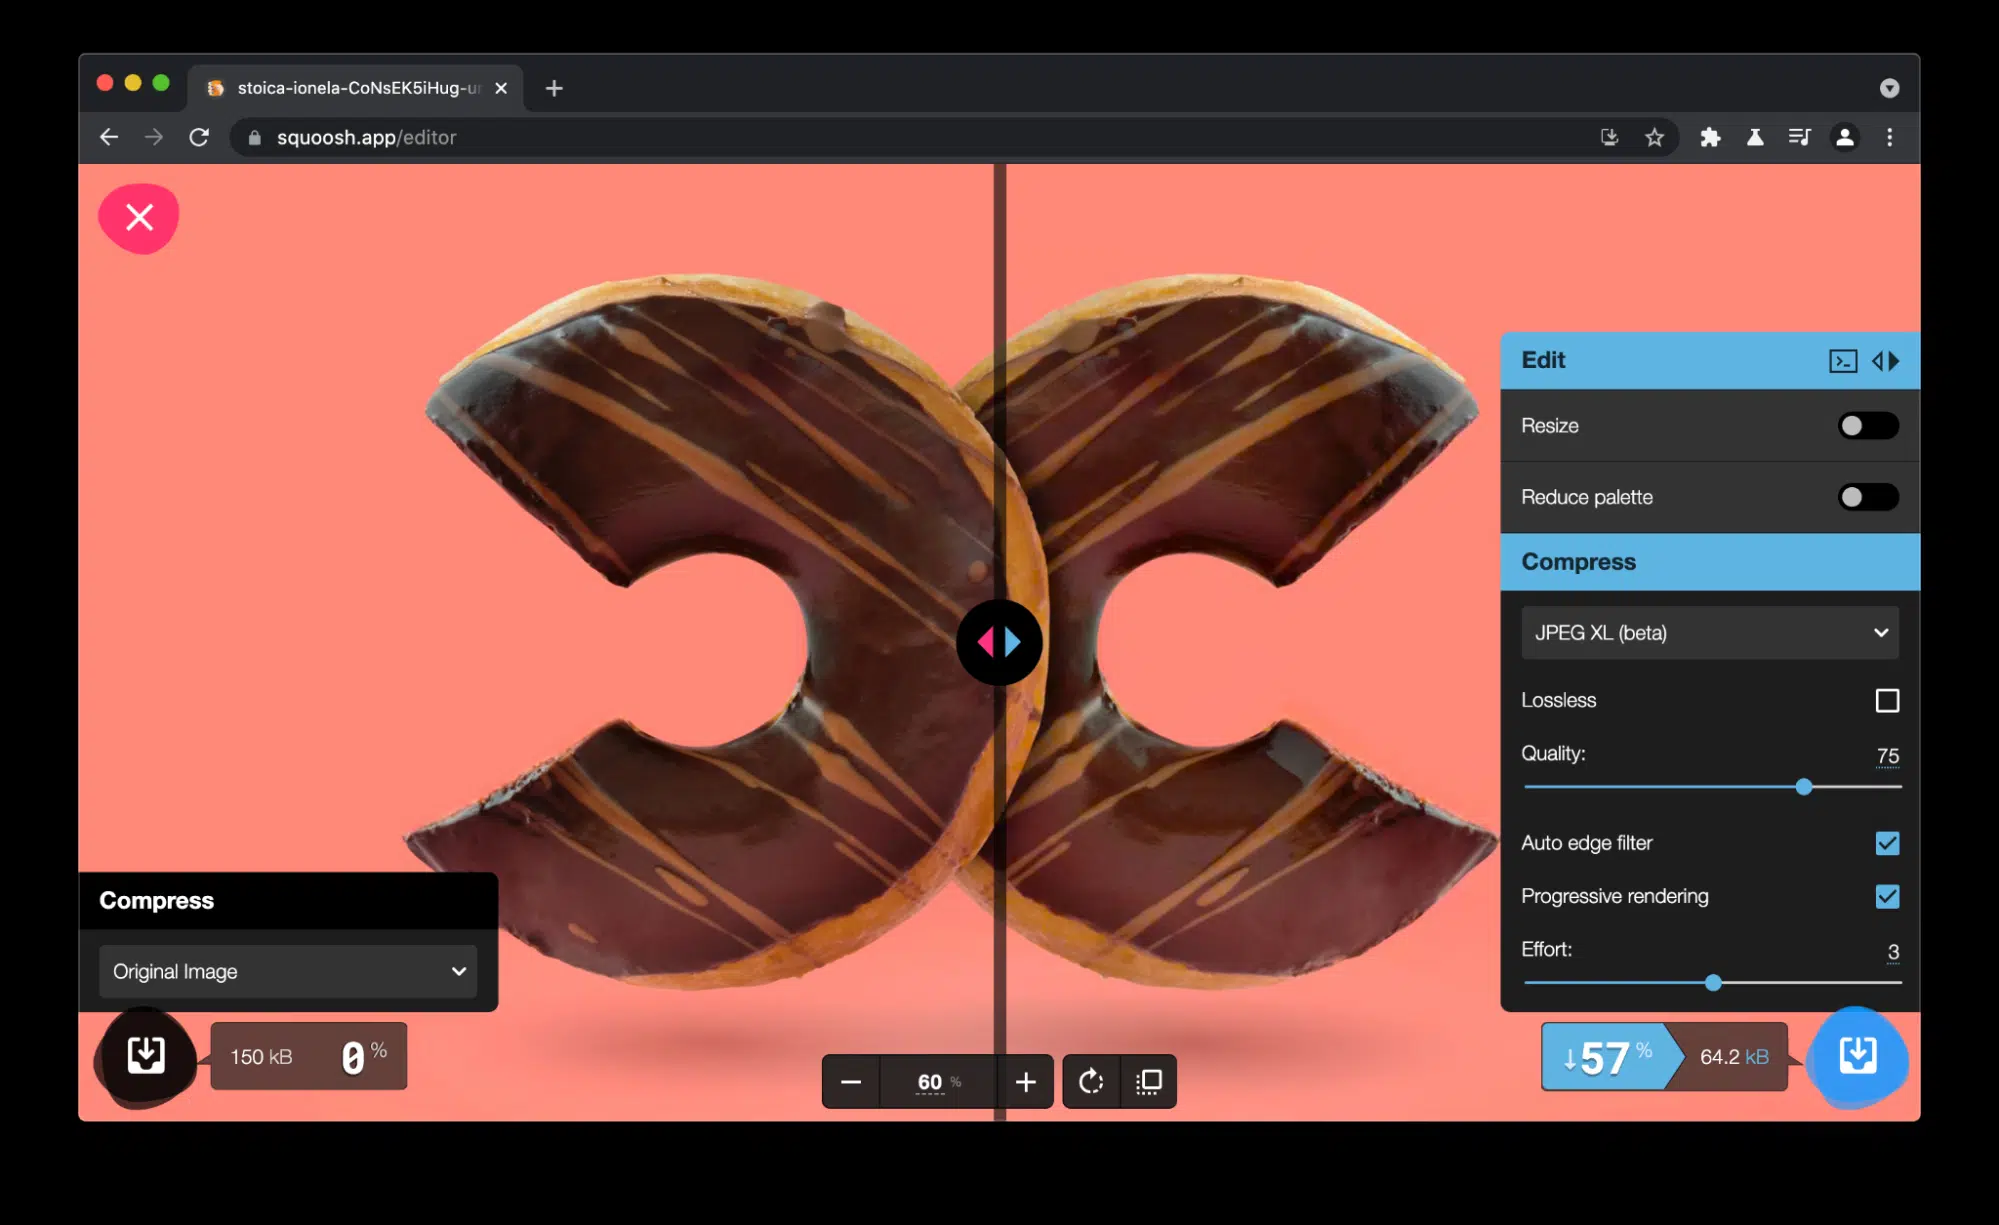 stoica-ionela-CoNsEK5iHug-u
squoosh.app/editor
Edit
Resize
Reduce palette
Compress
JPEG XL (beta)
Lossless
Quality: 75
Auto edge filter
Progressive rendering
Effort: 3
Compress
Original Image
150 kB 0 %
60 %
↓57 % 64.2 kB